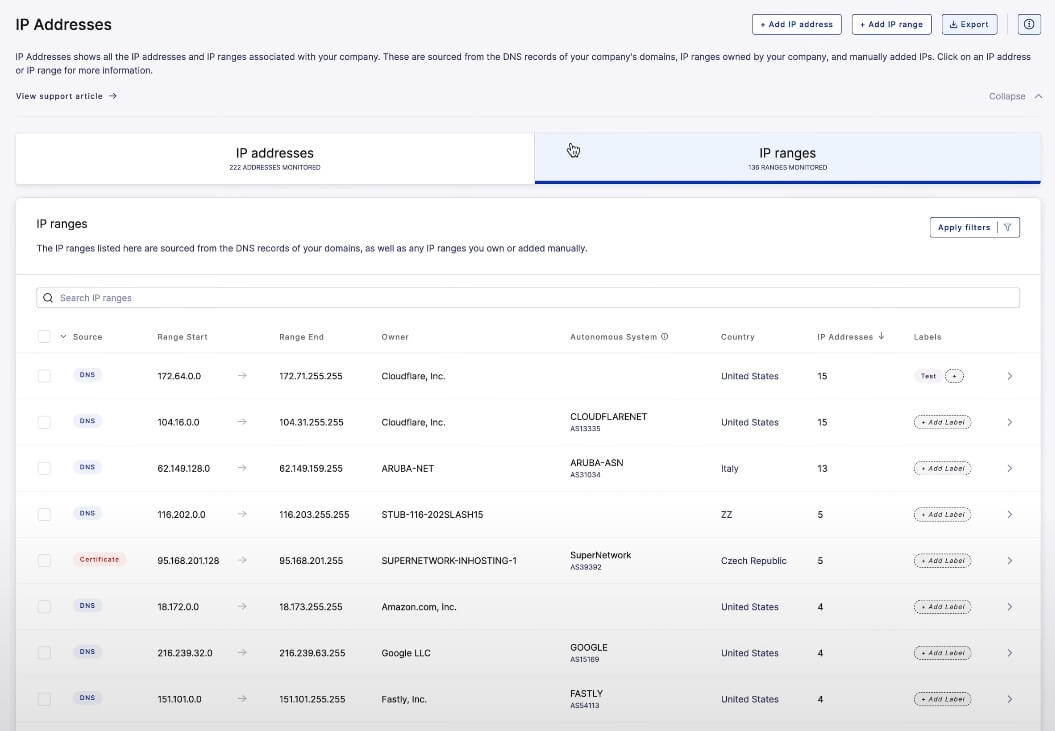 IP Addresses
+ Add IP address
+ Add IP range
Export
IP Addresses shows all the IP addresses and IP ranges associated with your company. These are sourced from the DNS records of your company's domains, IP ranges owned by your company, and manually added IPs. Click on an IP address
or IP range for more information.
View support article →
Collapse
IP addresses
222 ADDRESSES MONITORED
IP ranges
136 RANGES MONITORED
IP ranges
Apply filters
The IP ranges listed here are sourced from the DNS records of your domains, as well as any IP ranges you own or added manually.
Search IP ranges
Source Range Start Range End Owner Autonomous System Country IP Addresses ↓ Labels
DNS 172.64.0.0 → 172.71.255.255 Cloudflare, Inc. United States 15 Test +
DNS 104.16.0.0 → 104.31.255.255 Cloudflare, Inc. CLOUDFLARENET United States 15 + Add Label
AS13335
DNS 62.149.128.0 → 62.149.159.255 ARUBA-NET ARUBA-ASN Italy 13 + Add Label
AS31034
DNS 116.202.0.0 → 116.203.255.255 STUB-116-202SLASH15 ZZ 5 + Add Label
Certificate 95.168.201.128 → 95.168.201.255 SUPERNETWORK-INHOSTING-1 SuperNetwork Czech Republic 5 + Add Label
AS39392
DNS 18.172.0.0 → 18.173.255.255 Amazon.com, Inc. United States 4 + Add Label
DNS 216.239.32.0 → 216.239.63.255 Google LLC GOOGLE United States 4 + Add Label
AS15169
DNS 151.101.0.0 → 151.101.255.255 Fastly, Inc. FASTLY United States 4 + Add Label
AS54113